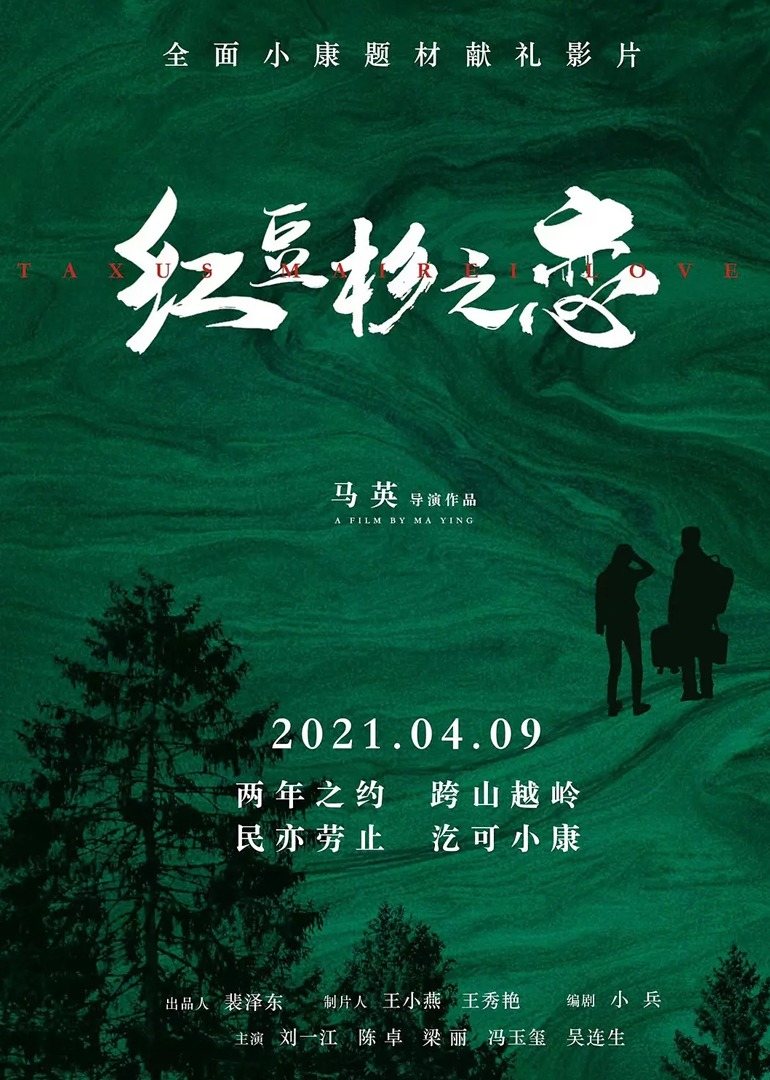 全面小康题材献礼影片
红豆杉之恋
TAXUS MAIREI LOVE
马英 导演作品
A FILM BY MA YING
2021.04.09
两年之约 跨山越岭
民亦劳止 汔可小康
出品人 裴泽东 制片人 王小燕 王秀艳 编剧 小兵
主演 刘一江 陈卓 梁丽 冯玉玺 吴连生